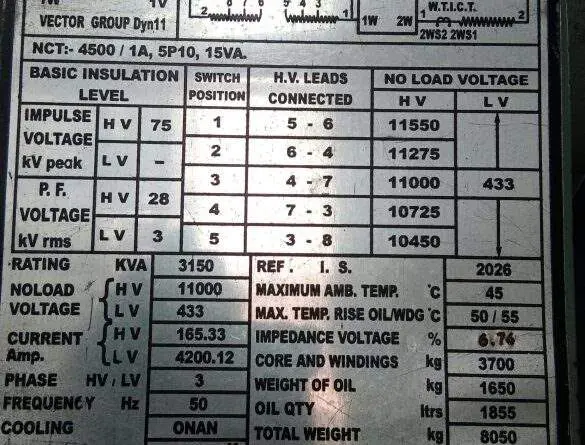 1V
VECTOR GROUP Dyn11
2 1 1W 2W 1 W.T.I.C.T. 2
2WS2 2WS1
NCT:- 4500 / 1A, 5P10, 15VA.
BASIC INSULATION LEVEL SWITCH POSITION H.V. LEADS CONNECTED NO LOAD VOLTAGE
H V L V
IMPULSE VOLTAGE kV peak H V 75 1 5 - 6 11550
L V – 2 6 - 4 11275
3 4 - 7 11000 433
P. F. VOLTAGE kV rms H V 28 4 7 - 3 10725
L V 3 5 3 - 8 10450
RATING KVA 3150 REF. I. S. 2026
NOLOAD VOLTAGE H V 11000 MAXIMUM AMB. TEMP. °C 45
L V 433 MAX. TEMP. RISE OIL/WDG °C 50 / 55
CURRENT Amp. H V 165.33 IMPEDANCE VOLTAGE % 6.74
L V 4200.12 CORE AND WINDINGS kg 3700
PHASE HV / LV 3 WEIGHT OF OIL kg 1650
FREQUENCY Hz 50 OIL QTY ltrs 1855
COOLING ONAN TOTAL WEIGHT kg 8050